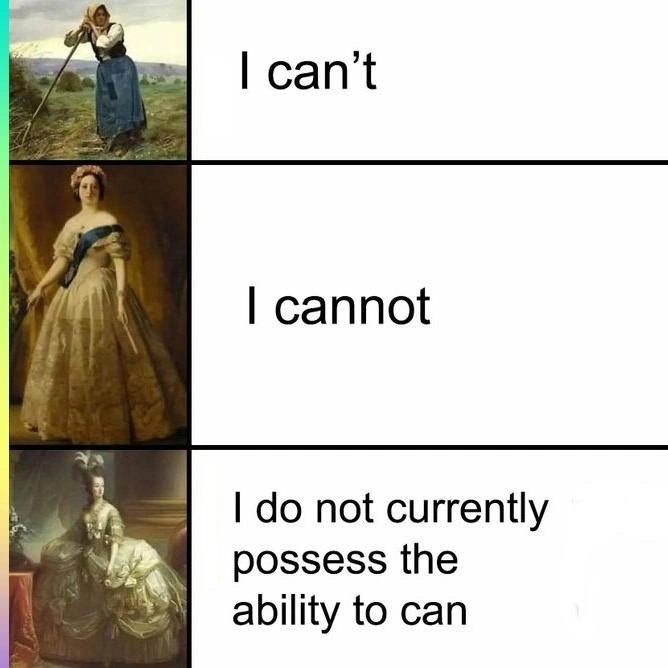 I can’t
I cannot
I do not currently
possess the
ability to can